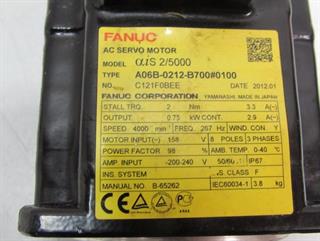 FANUC
AC SERVO MOTOR
MODEL αiS 2/5000
TYPE A06B-0212-B700#0100
NO. C121F0BEE DATE 2012.01
FANUC CORPORATION YAMANASHI MADE IN JAPAN
STALL TRQ. 2 Nm 3.3 A(~)
OUTPUT 0.75 kW CONT. 2.9 A(~)
SPEED 4000 min⁻¹ FREQ. 267 Hz WIND. CON. Y
MOTOR INPUT(~) 158 V 8 POLES 3 PHASES
POWER FACTOR 98 % AMB. TEMP. 0-40 ℃
AMP. INPUT -200-240 V 50/60 IP67
INS. SYSTEM INS. CLASS F
MANUAL NO. B-65262 IEC60034-1 3.8 kg